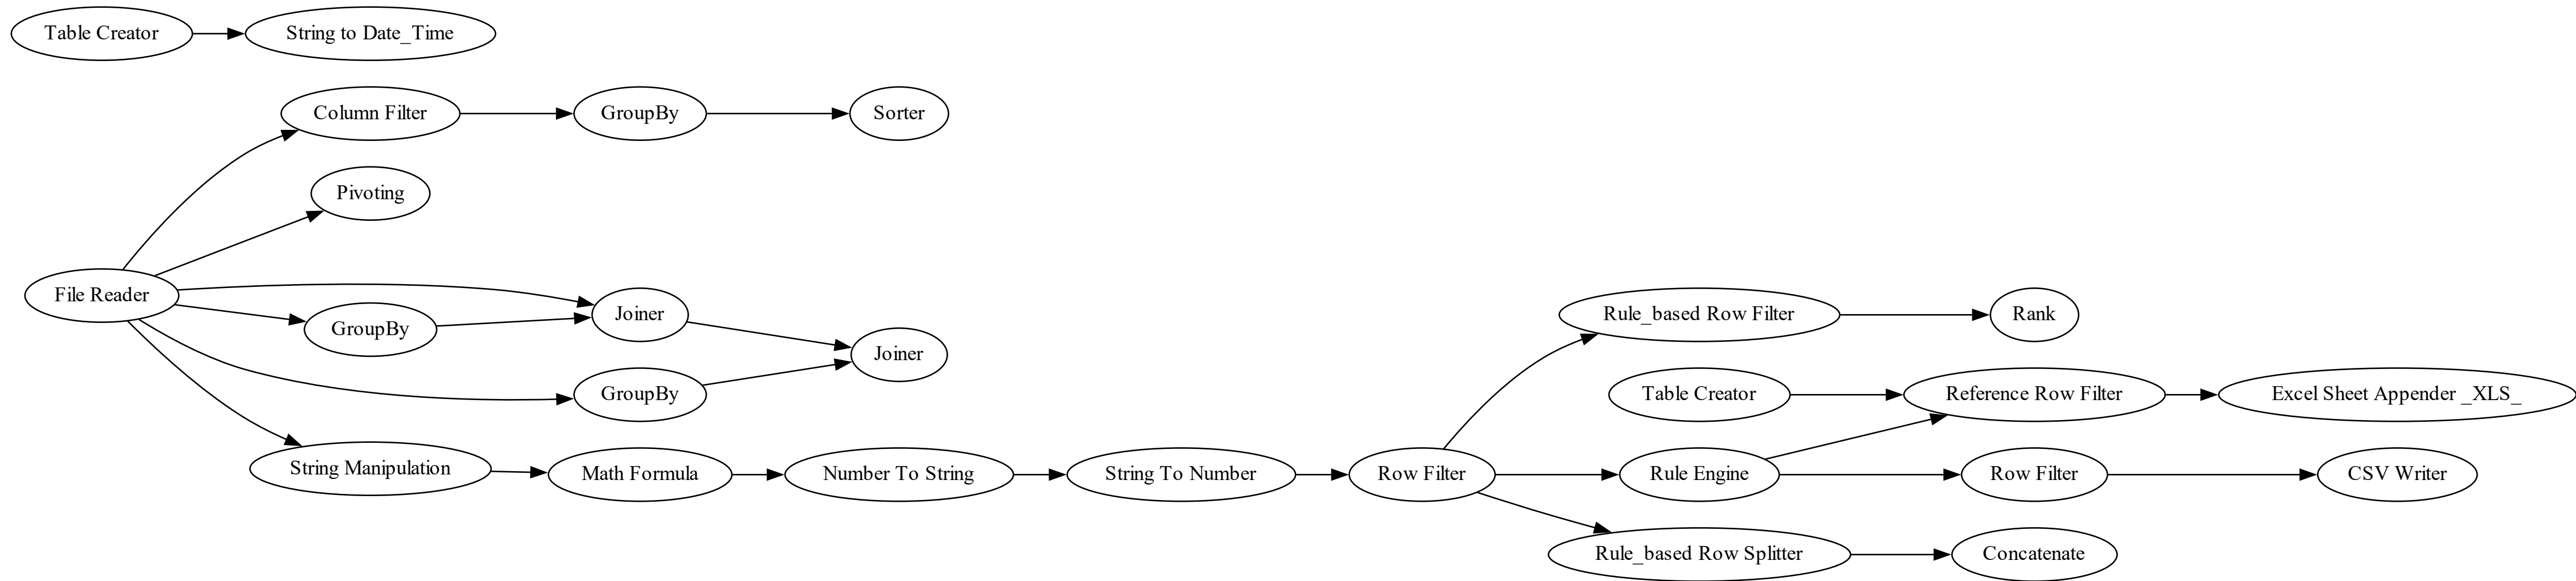 Table Creator
String to Date_Time
Column Filter
GroupBy
Sorter
Pivoting
File Reader
GroupBy
Joiner
Joiner
GroupBy
String Manipulation
Math Formula
Number To String
String To Number
Row Filter
Rule_based Row Filter
Rank
Table Creator
Reference Row Filter
Excel Sheet Appender _XLS_
Rule Engine
Row Filter
CSV Writer
Rule_based Row Splitter
Concatenate